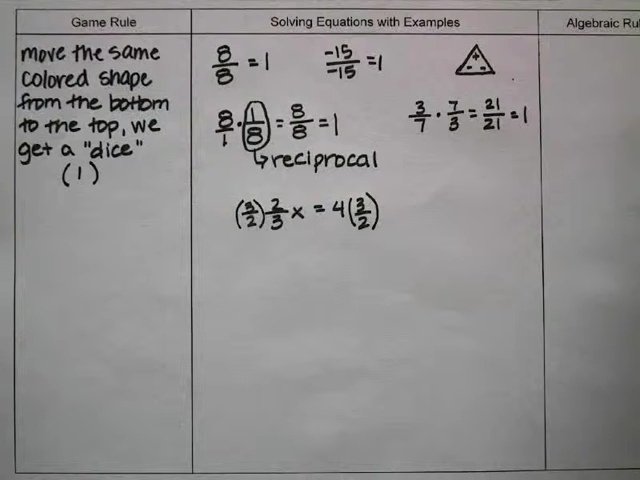 Game Rule
Solving Equations with Examples
Algebraic Rul
move the same
colored shape
from the bottom
to the top, we
get a "dice"
(1)
8/8 = 1
-15/-15 = 1
+
- -
8/1 · 1/8 = 8/8 = 1
3/7 · 7/3 = 21/21 = 1
↳ reciprocal
(3/2) 2/3 x = 4 (3/2)